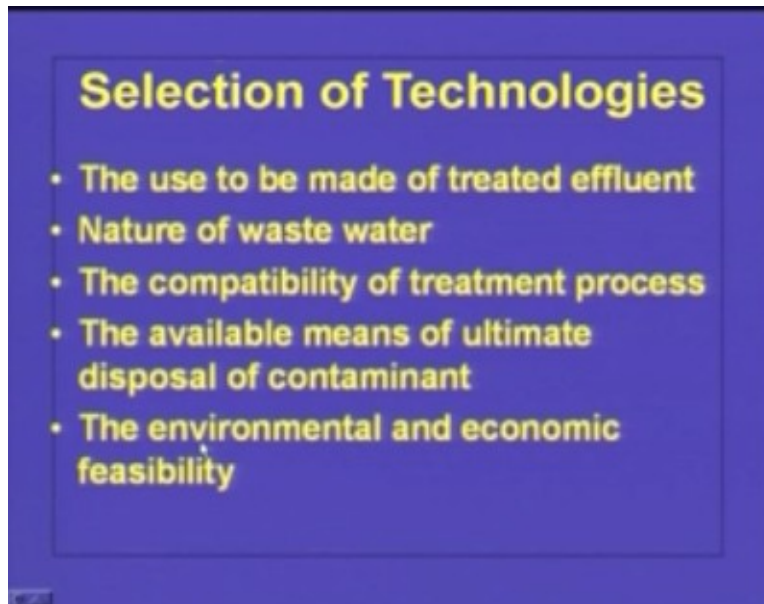 Selection of Technologies
• The use to be made of treated effluent
• Nature of waste water
• The compatibility of treatment process
• The available means of ultimate
disposal of contaminant
• The environmental and economic
feasibility